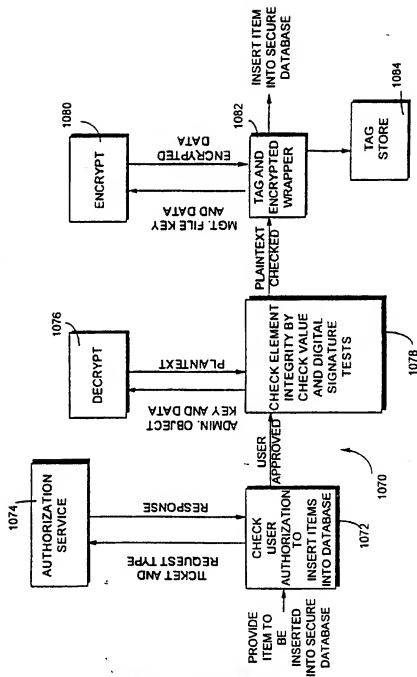 PROVIDE
ITEM TO
BE
INSERTED
INTO SECURE
DATABASE
1074
AUTHORIZATION
SERVICE
TICKET AND
REQUEST TYPE
RESPONSE
CHECK
USER
AUTHORIZATION
TO
INSERT ITEMS
INTO DATABASE
1072
1070
USER
APPROVED
1076
DECRYPT
ADMIN. OBJECT
KEY AND DATA
PLAINTEXT
CHECK ELEMENT
INTEGRITY BY
CHECK VALUE
AND DIGITAL
SIGNATURE
TESTS
1078
PLAINTEXT
CHECKED
1080
ENCRYPT
MGT. FILE KEY
AND DATA
ENCRYPTED
DATA
1082
TAG AND
ENCRYPTED
WRAPPER
INSERT ITEM
INTO SECURE
DATABASE
TAG
STORE
1084